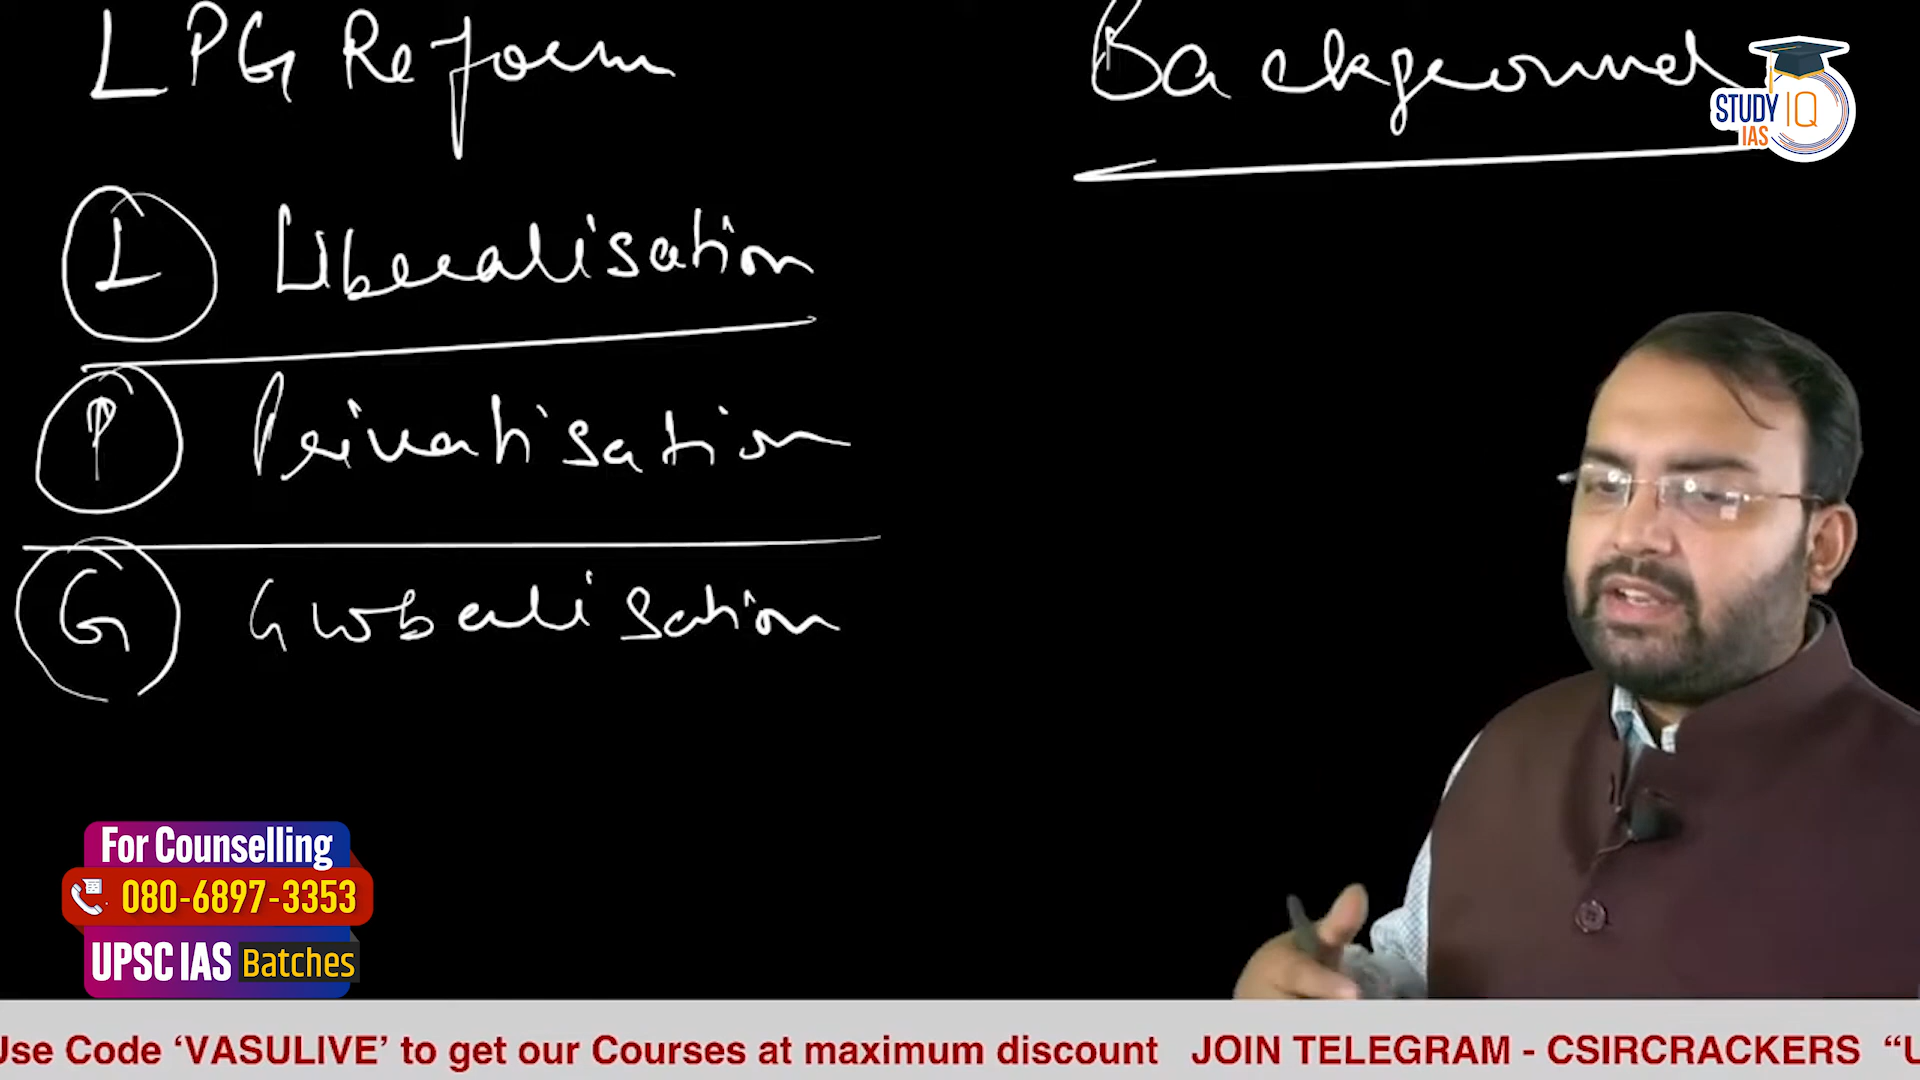 LPG Reform
Background
STUDY IQ
IAS
L Liberalisation
P Privatisation
G Globalisation
For Counselling
080-6897-3353
UPSC IAS Batches
Use Code ‘VASULIVE’ to get our Courses at maximum discount JOIN TELEGRAM - CSIRCRACKERS “U